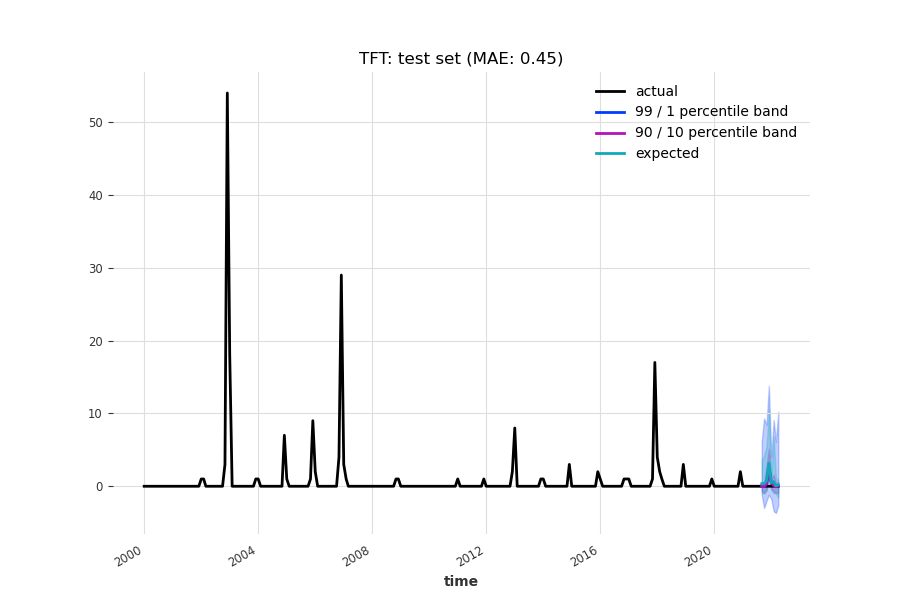 TFT: test set (MAE: 0.45)
actual
99 / 1 percentile band
90 / 10 percentile band
expected
50
40
30
20
10
0
2000
2004
2008
2012
2016
2020
time